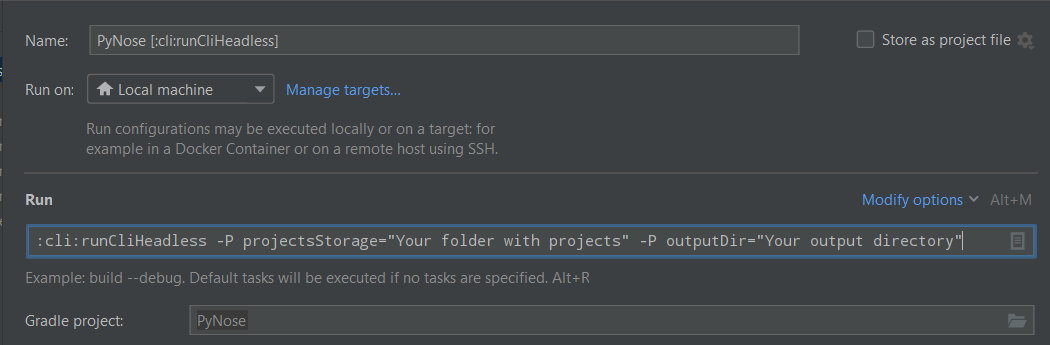 Name: PyNose [:cli:runCliHeadless] Store as project file
Run on: Local machine Manage targets...
Run configurations may be executed locally or on a target: for
example in a Docker Container or on a remote host using SSH.
Run Modify options Alt+M
:cli:runCliHeadless -P projectsStorage="Your folder with projects" -P outputDir="Your output directory"
Example: build --debug. Default tasks will be executed if no tasks are specified. Alt+R
Gradle project: PyNose